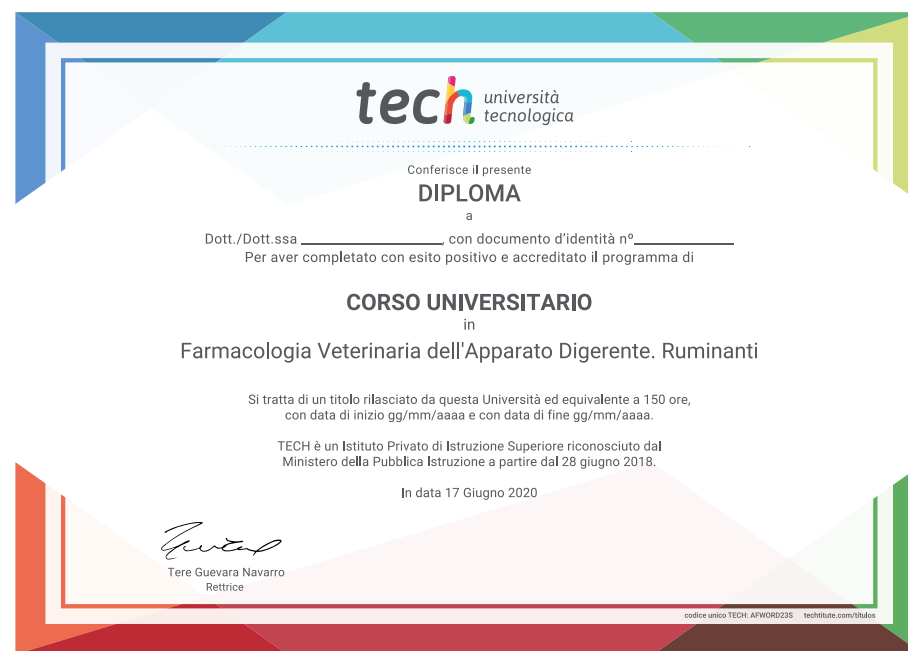 tech università
tecnologica
Conferisce il presente
DIPLOMA
a
Dott./Dott.ssa ________________, con documento d'identità nº____________
Per aver completato con esito positivo e accreditato il programma di
CORSO UNIVERSITARIO
in
Farmacologia Veterinaria dell'Apparato Digerente. Ruminanti
Si tratta di un titolo rilasciato da questa Università ed equivalente a 150 ore,
con data di inizio gg/mm/aaaa e con data di fine gg/mm/aaaa.
TECH è un Istituto Privato di Istruzione Superiore riconosciuto dal
Ministero della Pubblica Istruzione a partire dal 28 giugno 2018.
In data 17 Giugno 2020
Tere Guevara Navarro
Rettrice
codice unico TECH: AFWORD23S techtitute.com/titulos